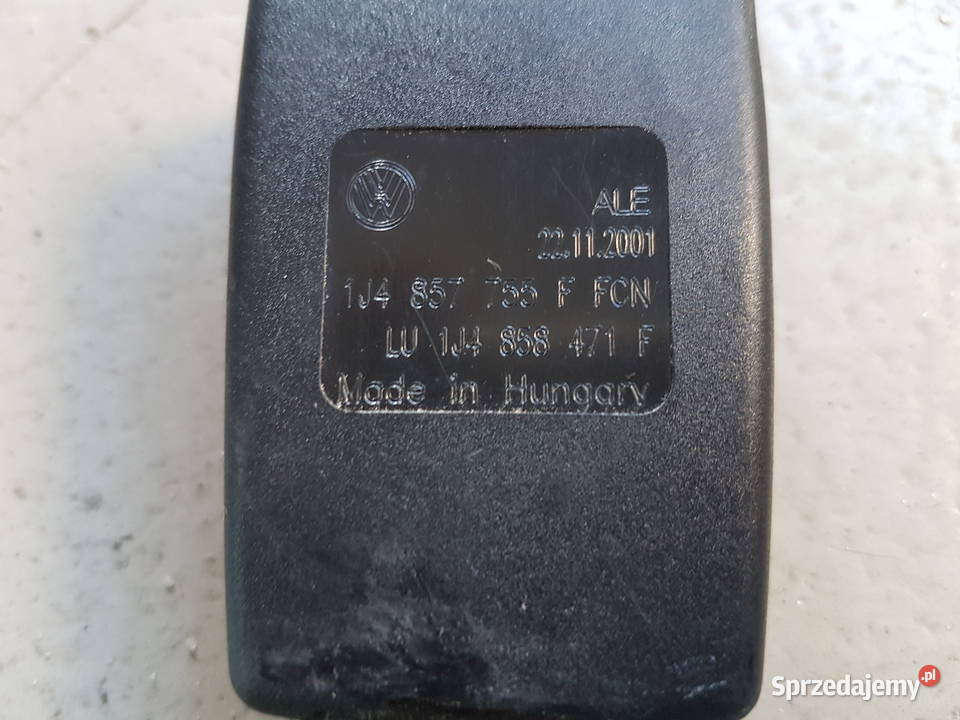 ALE
22.11.2001
1J4 857 755 F FCN
LU 1J4 858 471 F
Made in Hungary
Sprzedajemy.pl